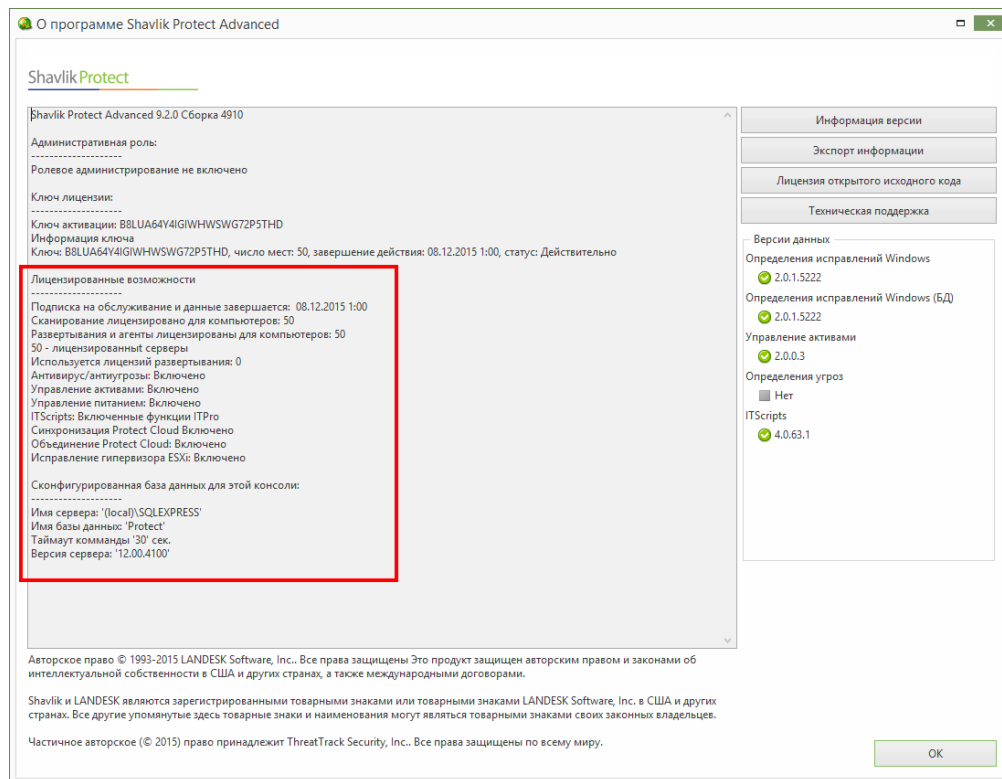 О программе Shavlik Protect Advanced
Shavlik Protect
Shavlik Protect Advanced 9.2.0 Сборка 4910
Административная роль:
--------------------
Ролевое администрирование не включено
Ключ лицензии:
--------------------
Ключ активации: B8LUA64Y4IGIWHWSWG72P5THD
Информация ключа
Ключ: B8LUA64Y4IGIWHWSWG72P5THD, число мест: 50, завершение действия: 08.12.2015 1:00, статус: Действительно
Лицензированные возможности
--------------------
Подписка на обслуживание и данные завершается:  08.12.2015 1:00
Сканирование лицензировано для компьютеров: 50
Развертывания и агенты лицензированы для компьютеров: 50
50 - лицензированные серверы
Используется лицензий развертывания: 0
Антивирус/антиугрозы: Включено
Управление активами: Включено
Управление питанием: Включено
ITScripts: Включенные функции ITPro
Синхронизация Protect Cloud Включено
Объединение Protect Cloud: Включено
Исправление гипервизора ESXi: Включено
Сконфигурированная база данных для этой консоли:
--------------------
Имя сервера: '(local)\SQLEXPRESS'
Имя базы данных: 'Protect'
Таймаут комманды '30' сек.
Версия сервера: '12.00.4100'
Информация версии
Экспорт информации
Лицензия открытого исходного кода
Техническая поддержка
Версии данных
Определения исправлений Windows
2.0.1.5222
Определения исправлений Windows (БД)
2.0.1.5222
Управление активами
2.0.0.3
Определения угроз
Нет
ITScripts
4.0.63.1
Авторское право © 1993-2015 LANDESK Software, Inc.. Все права защищены Это продукт защищен авторским правом и законами об
интеллектуальной собственности в США и других странах, а также международными договорами.
Shavlik и LANDESK являются зарегистрированными товарными знаками или товарными знаками LANDESK Software, Inc. в США и других
странах. Все другие упомянутые здесь товарные знаки и наименования могут являться товарными знаками своих законных владельцев.
Частичное авторское (© 2015) право принадлежит ThreatTrack Security, Inc.. Все права защищены по всему миру.
OK